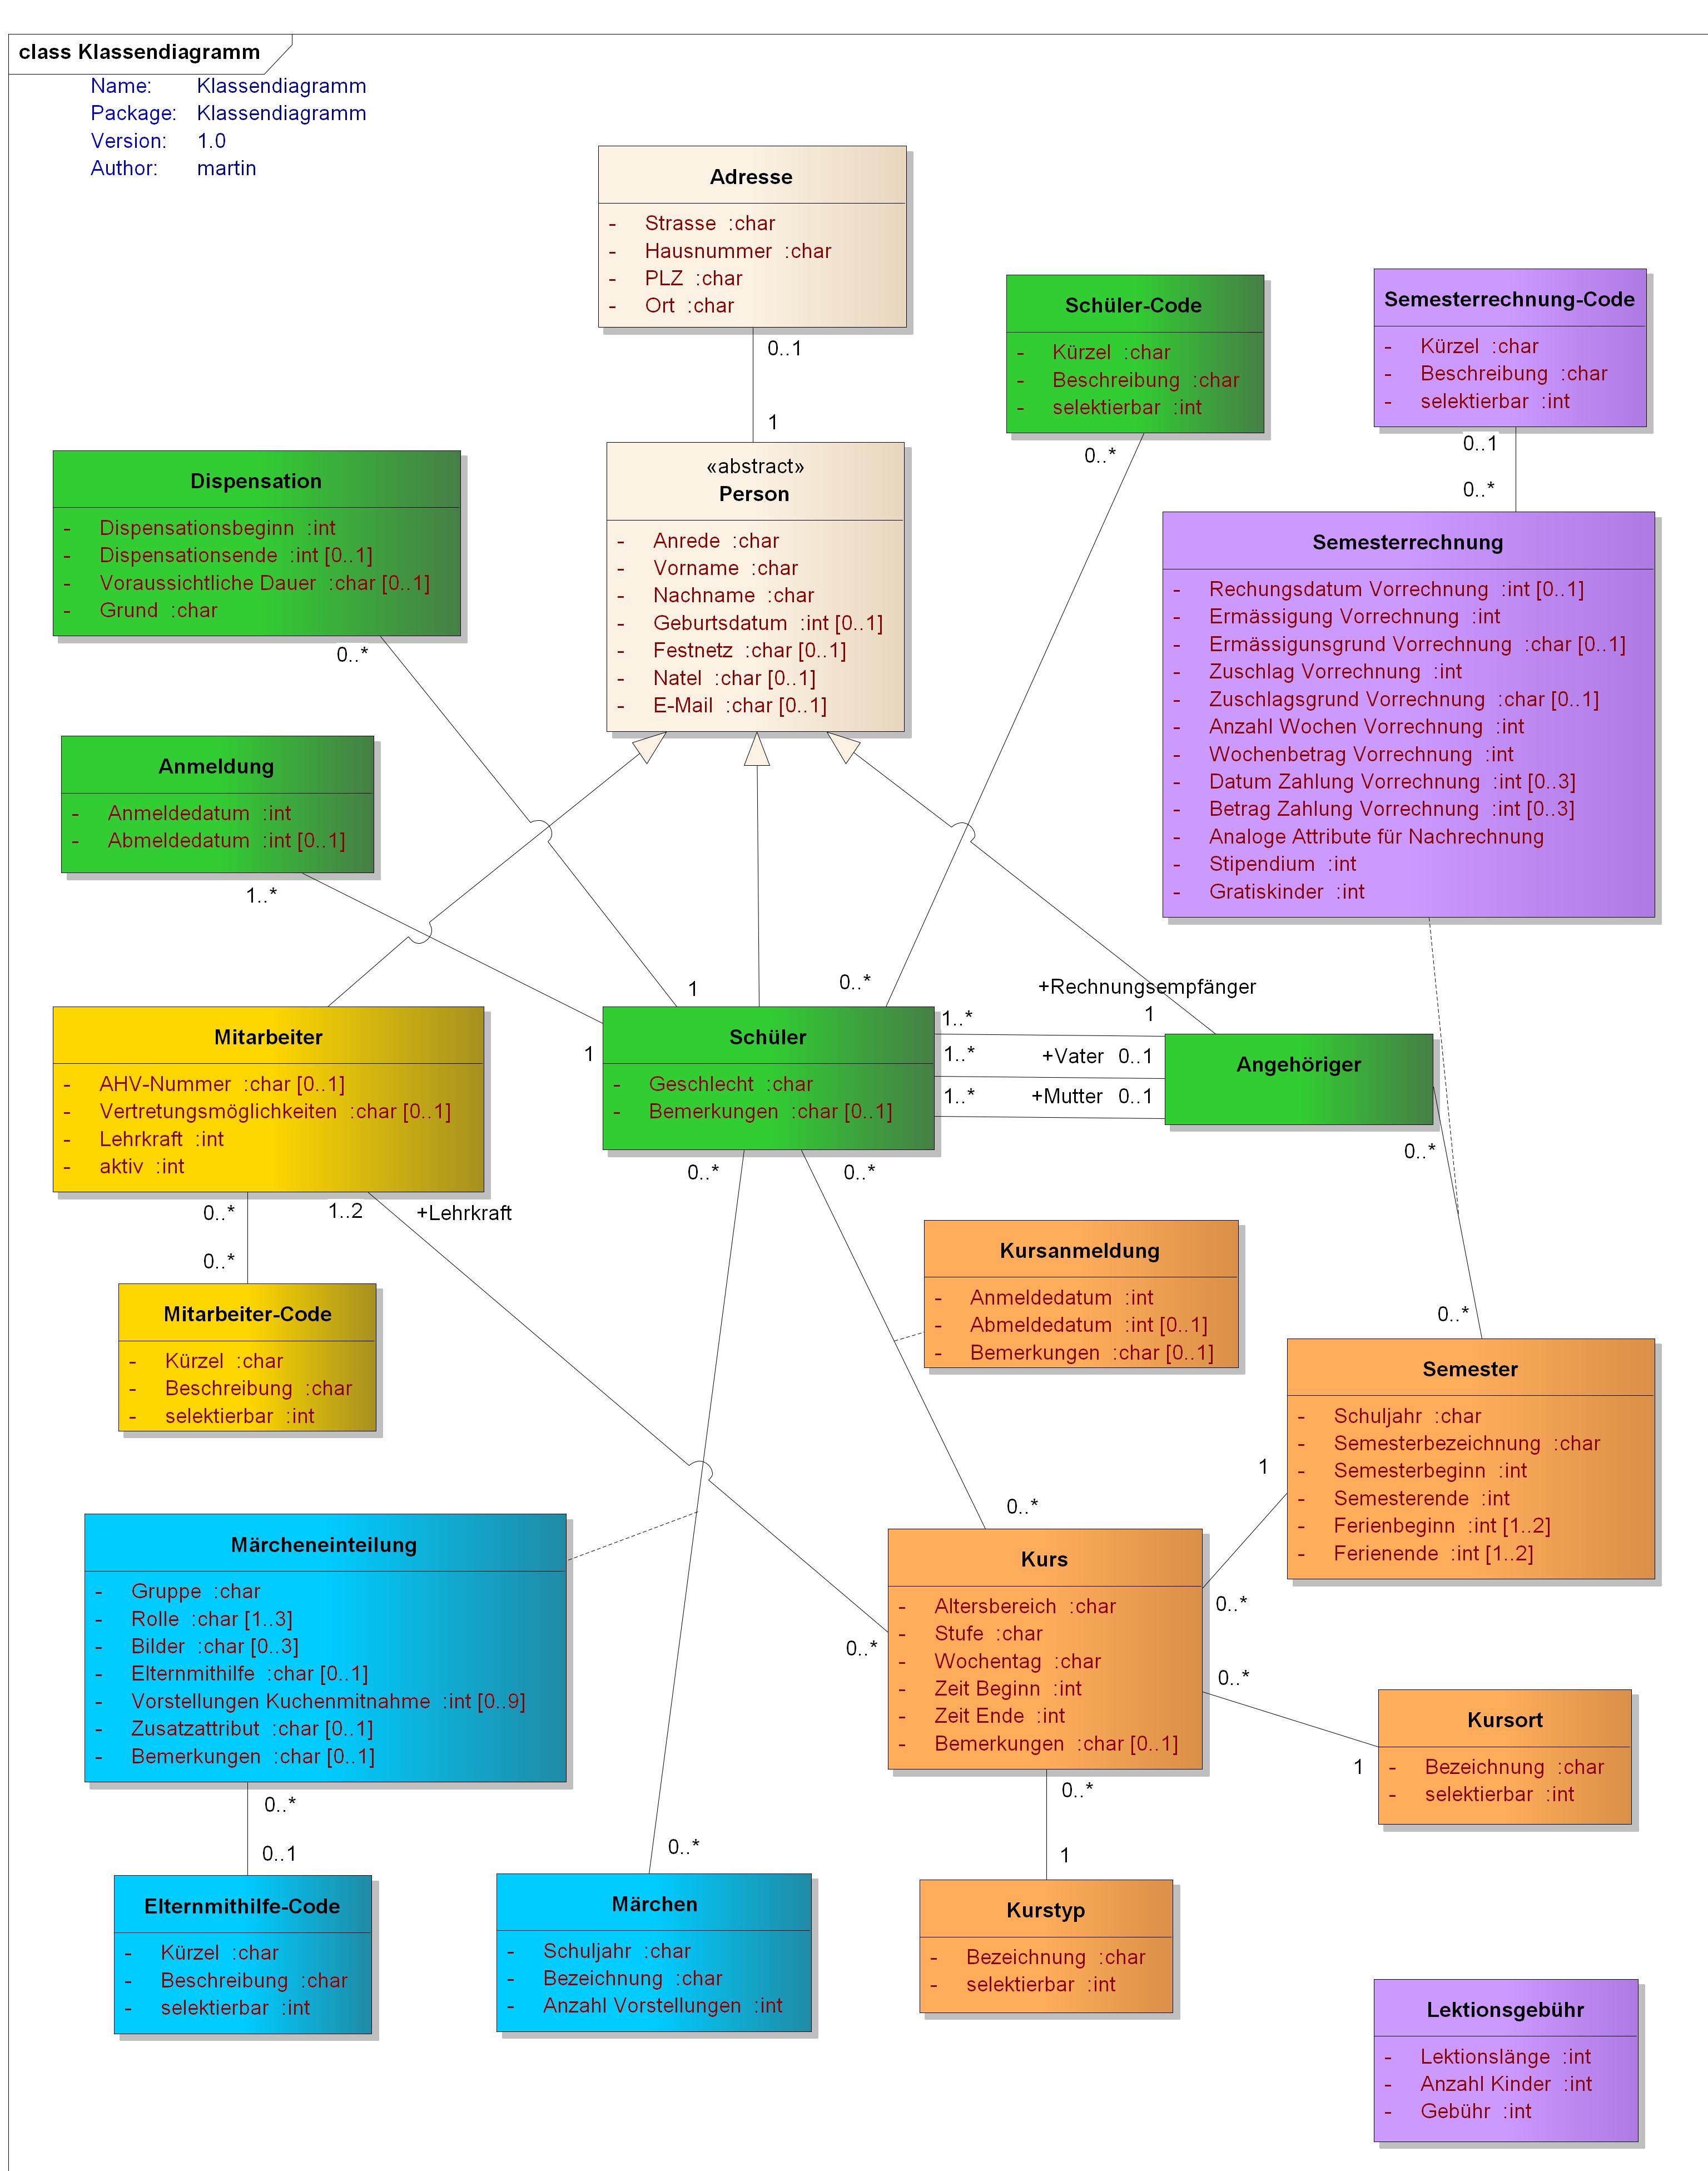 class Klassendiagramm
Name: Klassendiagramm
Package: Klassendiagramm
Version: 1.0
Author: martin
Adresse
- Strasse :char
- Hausnummer :char
- PLZ :char
- Ort :char
0..1
1
Schüler-Code
- Kürzel :char
- Beschreibung :char
- selektierbar :int
0..*
Semesterrechnung-Code
- Kürzel :char
- Beschreibung :char
- selektierbar :int
0..1
0..*
Dispensation
- Dispensationsbeginn :int
- Dispensationsende :int [0..1]
- Voraussichtliche Dauer :char [0..1]
- Grund :char
0..*
«abstract»
Person
- Anrede :char
- Vorname :char
- Nachname :char
- Geburtsdatum :int [0..1]
- Festnetz :char [0..1]
- Natel :char [0..1]
- E-Mail :char [0..1]
Semesterrechnung
- Rechungsdatum Vorrechnung :int [0..1]
- Ermässigung Vorrechnung :int
- Ermässigunsgrund Vorrechnung :char [0..1]
- Zuschlag Vorrechnung :int
- Zuschlagsgrund Vorrechnung :char [0..1]
- Anzahl Wochen Vorrechnung :int
- Wochenbetrag Vorrechnung :int
- Datum Zahlung Vorrechnung :int [0..3]
- Betrag Zahlung Vorrechnung :int [0..3]
- Analoge Attribute für Nachrechnung
- Stipendium :int
- Gratiskinder :int
Anmeldung
- Anmeldedatum :int
- Abmeldedatum :int [0..1]
1..*
1
0..*
+Rechnungsempfänger
1..*
1
Mitarbeiter
- AHV-Nummer :char [0..1]
- Vertretungsmöglichkeiten :char [0..1]
- Lehrkraft :int
- aktiv :int
1
Schüler
- Geschlecht :char
- Bemerkungen :char [0..1]
1..*
+Vater 0..1
1..*
+Mutter 0..1
Angehöriger
0..*
0..*
0..*
0..*
1..2
+Lehrkraft
0..*
Mitarbeiter-Code
- Kürzel :char
- Beschreibung :char
- selektierbar :int
Kursanmeldung
- Anmeldedatum :int
- Abmeldedatum :int [0..1]
- Bemerkungen :char [0..1]
0..*
Semester
- Schuljahr :char
- Semesterbezeichnung :char
- Semesterbeginn :int
- Semesterende :int
- Ferienbeginn :int [1..2]
- Ferienende :int [1..2]
1
0..*
0..*
Märcheneinteilung
- Gruppe :char
- Rolle :char [1..3]
- Bilder :char [0..3]
- Elternmithilfe :char [0..1]
- Vorstellungen Kuchenmitnahme :int [0..9]
- Zusatzattribut :char [0..1]
- Bemerkungen :char [0..1]
0..*
0..1
0..*
Kurs
- Altersbereich :char
- Stufe :char
- Wochentag :char
- Zeit Beginn :int
- Zeit Ende :int
- Bemerkungen :char [0..1]
0..*
1
0..*
1
Kursort
- Bezeichnung :char
- selektierbar :int
Elternmithilfe-Code
- Kürzel :char
- Beschreibung :char
- selektierbar :int
0..*
Märchen
- Schuljahr :char
- Bezeichnung :char
- Anzahl Vorstellungen :int
Kurstyp
- Bezeichnung :char
- selektierbar :int
Lektionsgebühr
- Lektionslänge :int
- Anzahl Kinder :int
- Gebühr :int